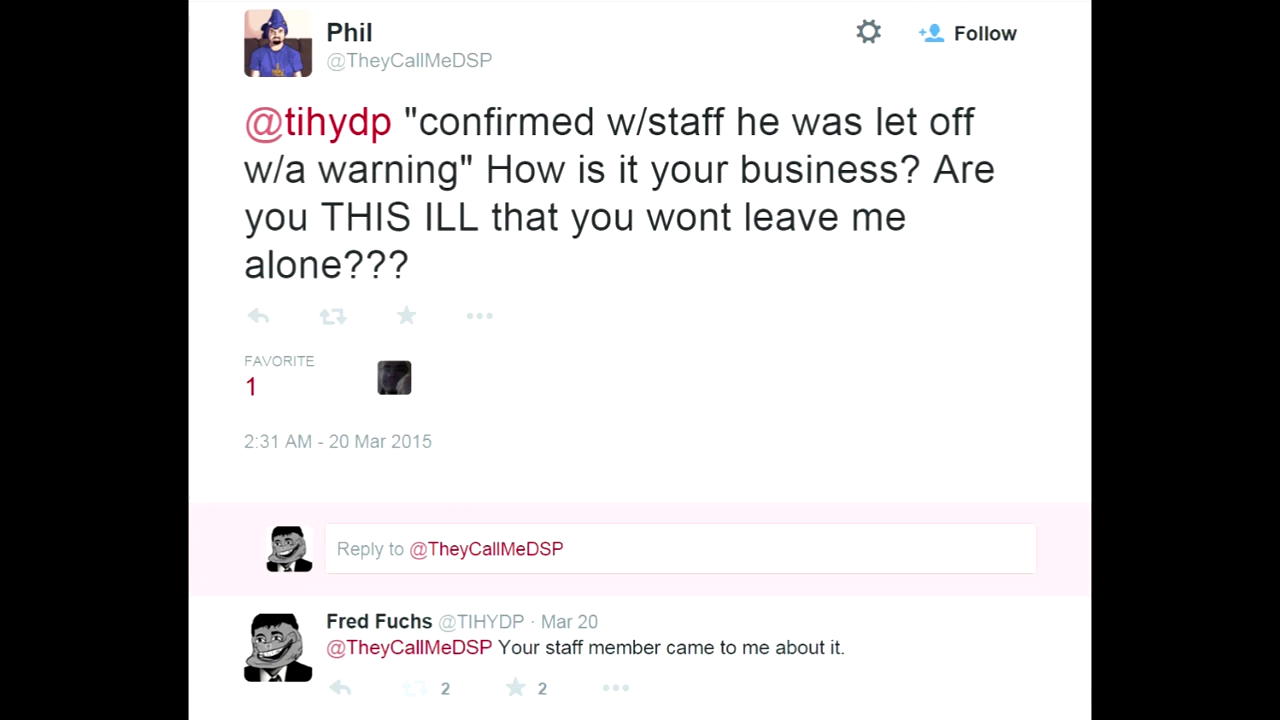 Phil
Follow
@TheyCallMeDSP
@tihydp "confirmed w/staff he was let off
w/a warning" How is it your business? Are
you THIS ILL that you wont leave me
alone???
FAVORITE
1
2:31 AM - 20 Mar 2015
Reply to @TheyCallMeDSP
Fred Fuchs @TIHYDP · Mar 20
@TheyCallMeDSP Your staff member came to me about it.
2 2